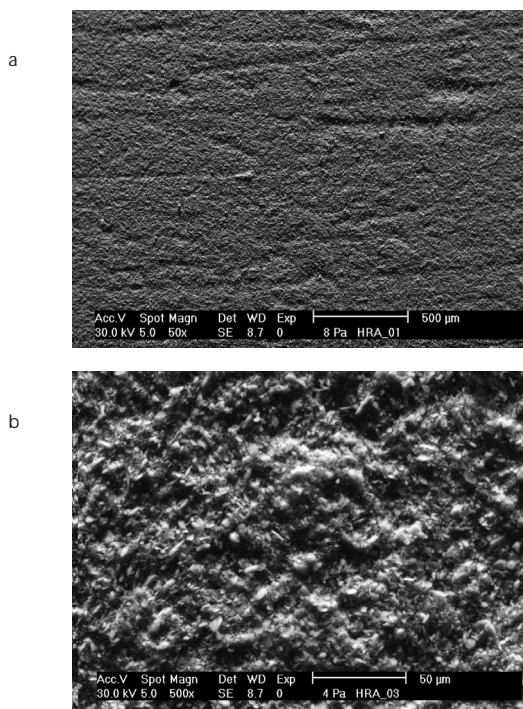 a
Acc.V Spot Magn Det WD Exp 500 µm
30.0 kV 5.0 50x SE 8.7 0 8 Pa HRA_01
b
Acc.V Spot Magn Det WD Exp 50 µm
30.0 kV 5.0 500x SE 8.7 0 4 Pa HRA_03